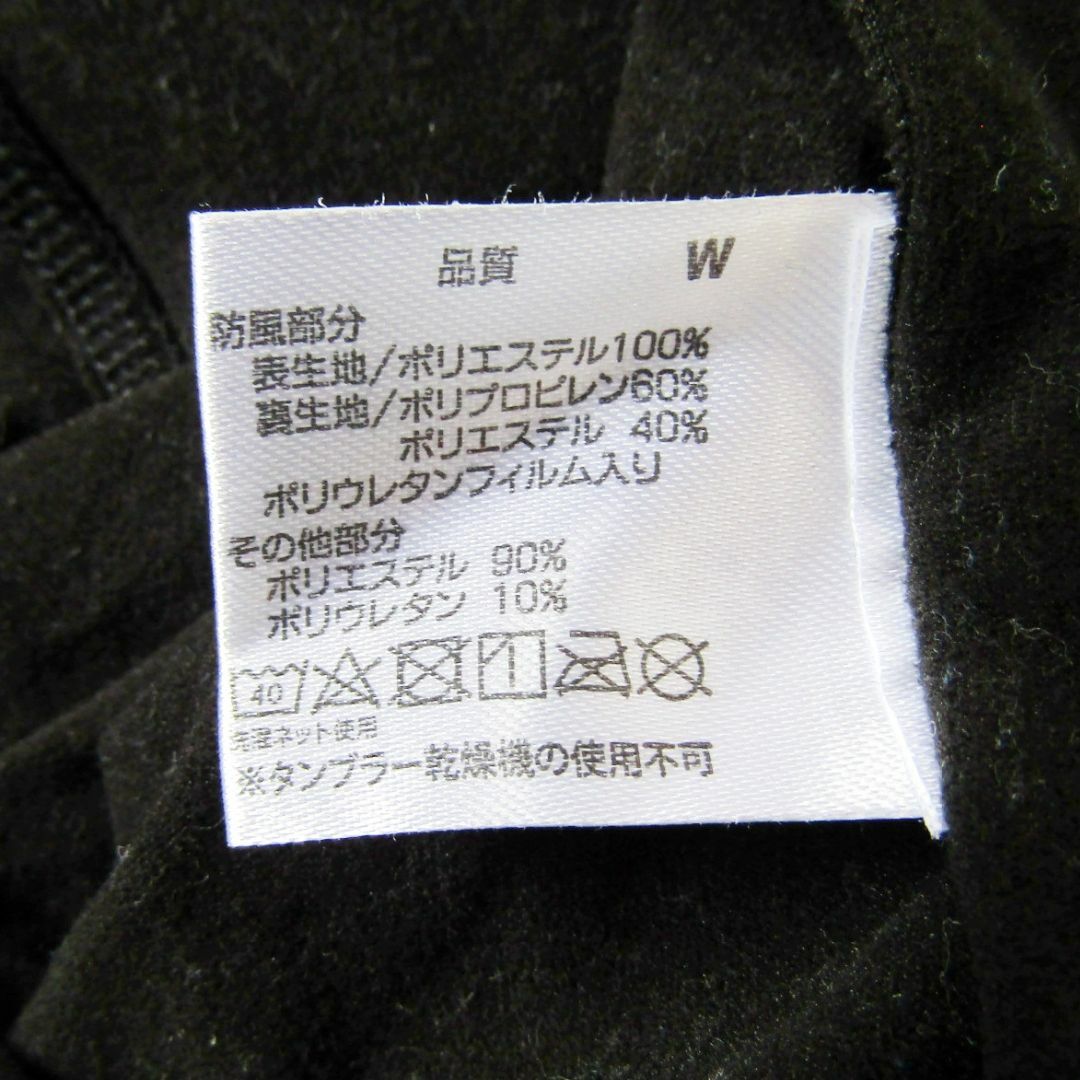 品質 W
防風部分
表生地/ポリエステル100%
裏生地/ポリプロピレン60%
ポリエステル 40%
ポリウレタンフィルム入り
その他部分
ポリエステル 90%
ポリウレタン 10%
40
洗濯ネット使用
※タンブラー乾燥機の使用不可